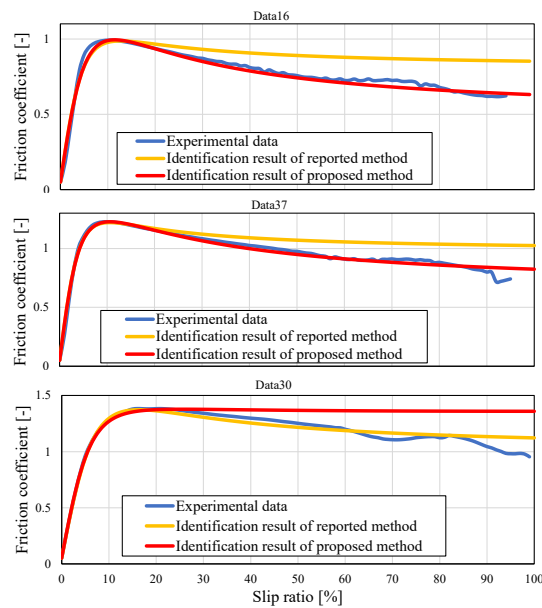 Data16
Friction coefficient [-]
1
0.5
0
Experimental data
Identification result of reported method
Identification result of proposed method
Data37
Friction coefficient [-]
1
0.5
0
Experimental data
Identification result of reported method
Identification result of proposed method
Data30
Friction coefficient [-]
1.5
1
0.5
0
Experimental data
Identification result of reported method
Identification result of proposed method
0 10 20 30 40 50 60 70 80 90 100
Slip ratio [%]